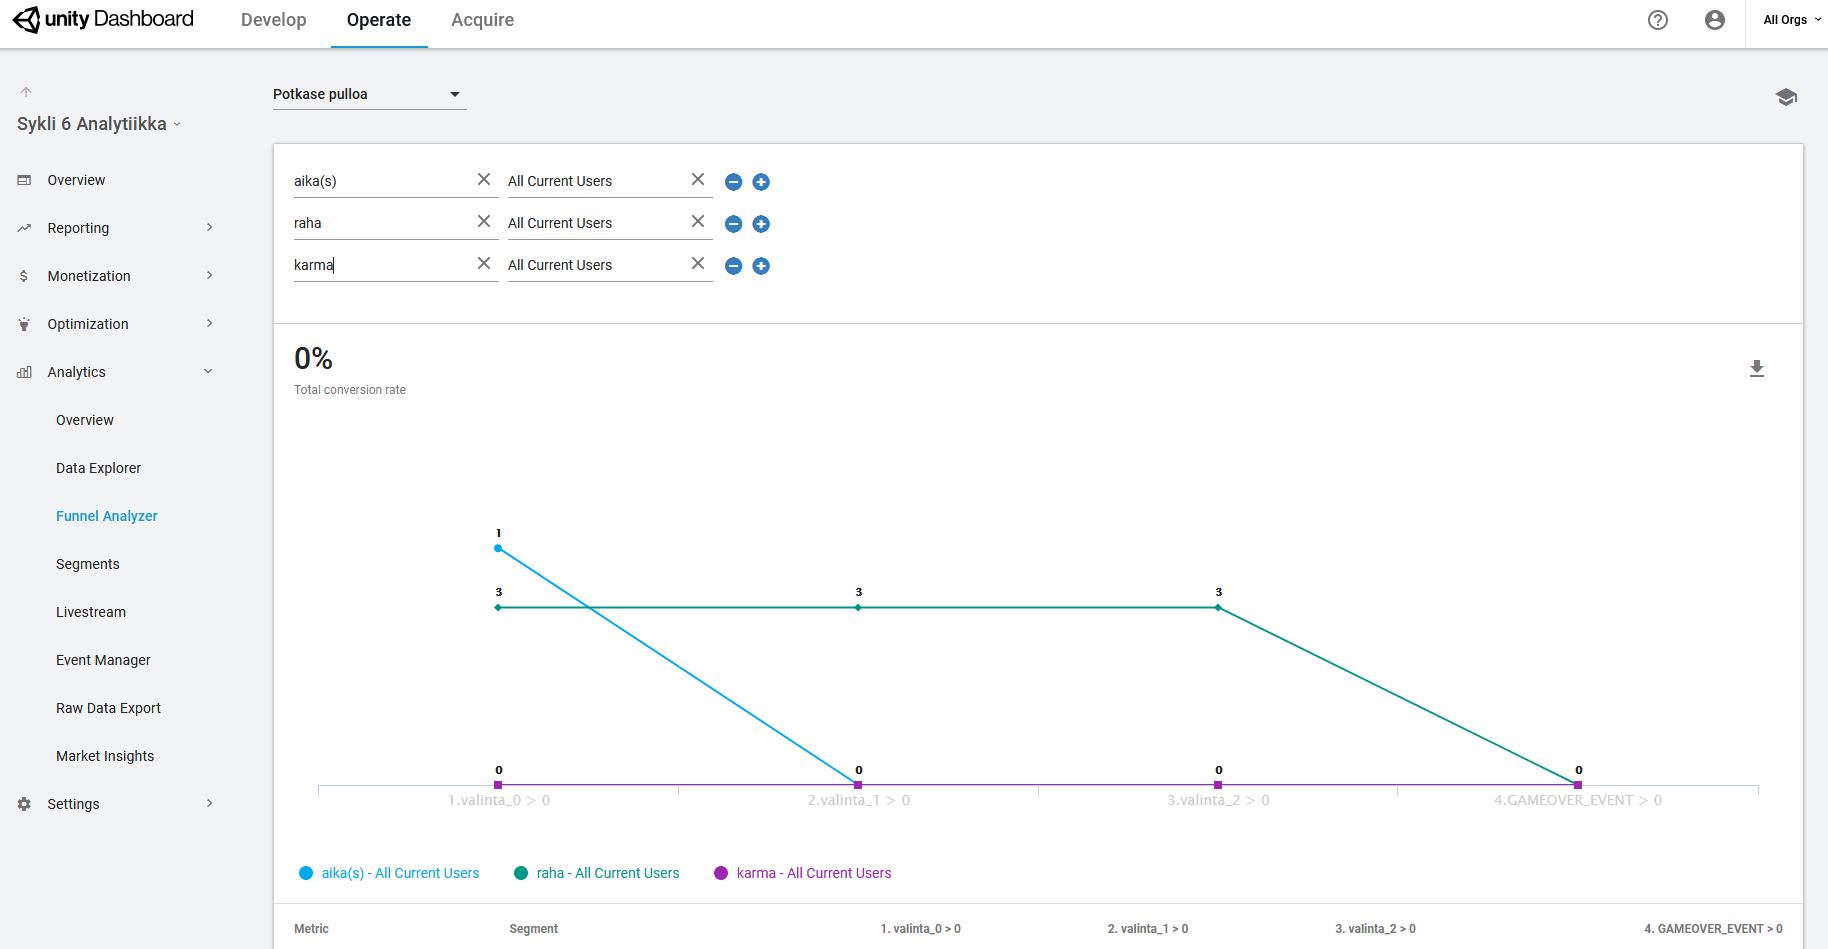 unity Dashboard Develop Operate Acquire All Orgs
Potkase pulloa
Sykli 6 Analytiikka
Overview
Reporting
Monetization
Optimization
Analytics
Overview
Data Explorer
Funnel Analyzer
Segments
Livestream
Event Manager
Raw Data Export
Market Insights
Settings
aika(s) All Current Users
raha All Current Users
karma All Current Users
0%
Total conversion rate
1
3 3 3
0 0 0 0
1.valinta_0 > 0 2.valinta_1 > 0 3.valinta_2 > 0 4.GAMEOVER_EVENT > 0
aika(s) - All Current Users raha - All Current Users karma - All Current Users
Metric Segment 1. valinta_0 > 0 2. valinta_1 > 0 3. valinta_2 > 0 4. GAMEOVER_EVENT > 0